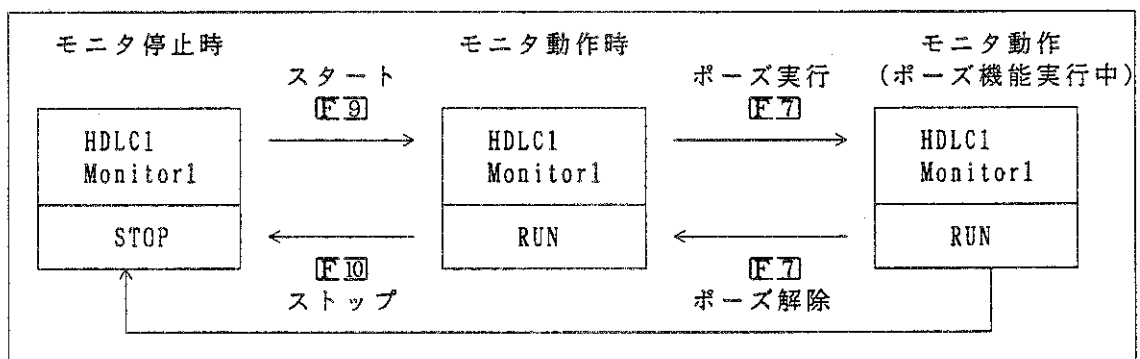 モニタ停止時
モニタ動作時
モニタ動作
(ポーズ機能実行中)
スタート
F9
ポーズ実行
F7
HDLC1
Monitor1
STOP
HDLC1
Monitor1
RUN
HDLC1
Monitor1
RUN
F10
ストップ
F7
ポーズ解除